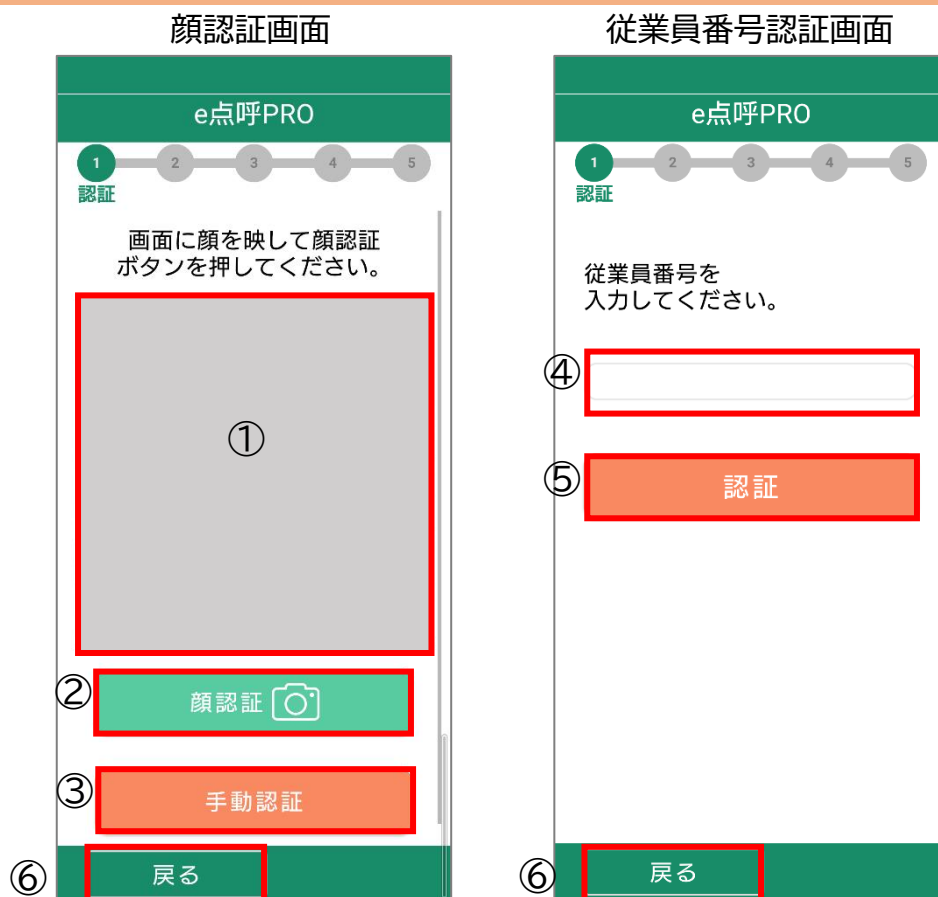 顔認証画面
e点呼PRO
1 2 3 4 5
認証
画面に顔を映して顔認証
ボタンを押してください。
①
② 顔認証
③ 手動認証
⑥ 戻る
従業員番号認証画面
e点呼PRO
1 2 3 4 5
認証
従業員番号を
入力してください。
④
⑤ 認証
⑥ 戻る